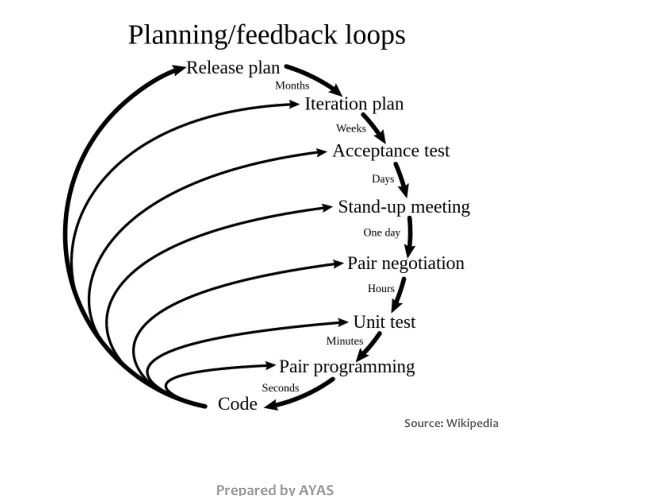 Planning/feedback loops
Release plan
Months
Iteration plan
Weeks
Acceptance test
Days
Stand-up meeting
One day
Pair negotiation
Hours
Unit test
Minutes
Pair programming
Seconds
Code
Source: Wikipedia
Prepared by AYAS